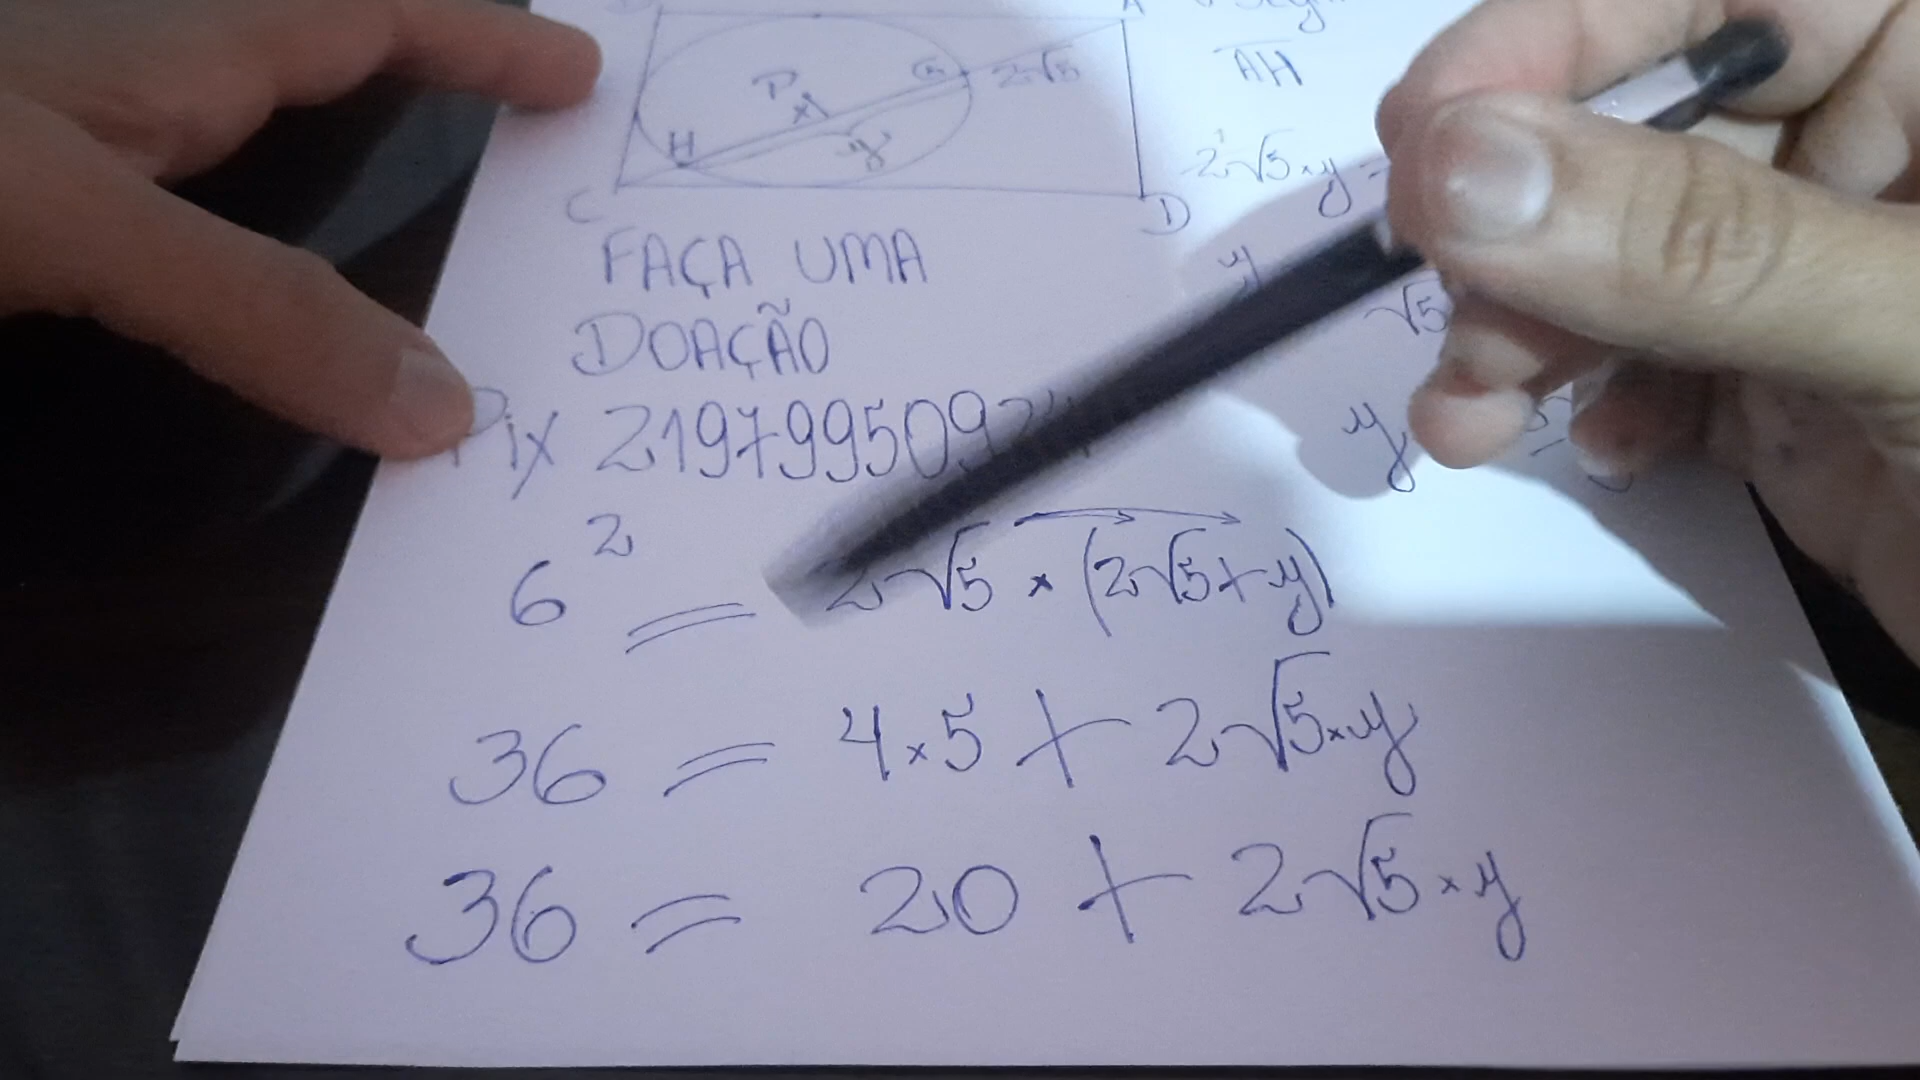 A
AH
P
G
2√5
x
H
y
2√5 × y =
C
D
y
√5
FAÇA UMA
DOAÇÃO
Pix
y
6² = 2√5 × (2√5 + y)
36 = 4×5 + 2√5 × y
36 = 20 + 2√5 × y